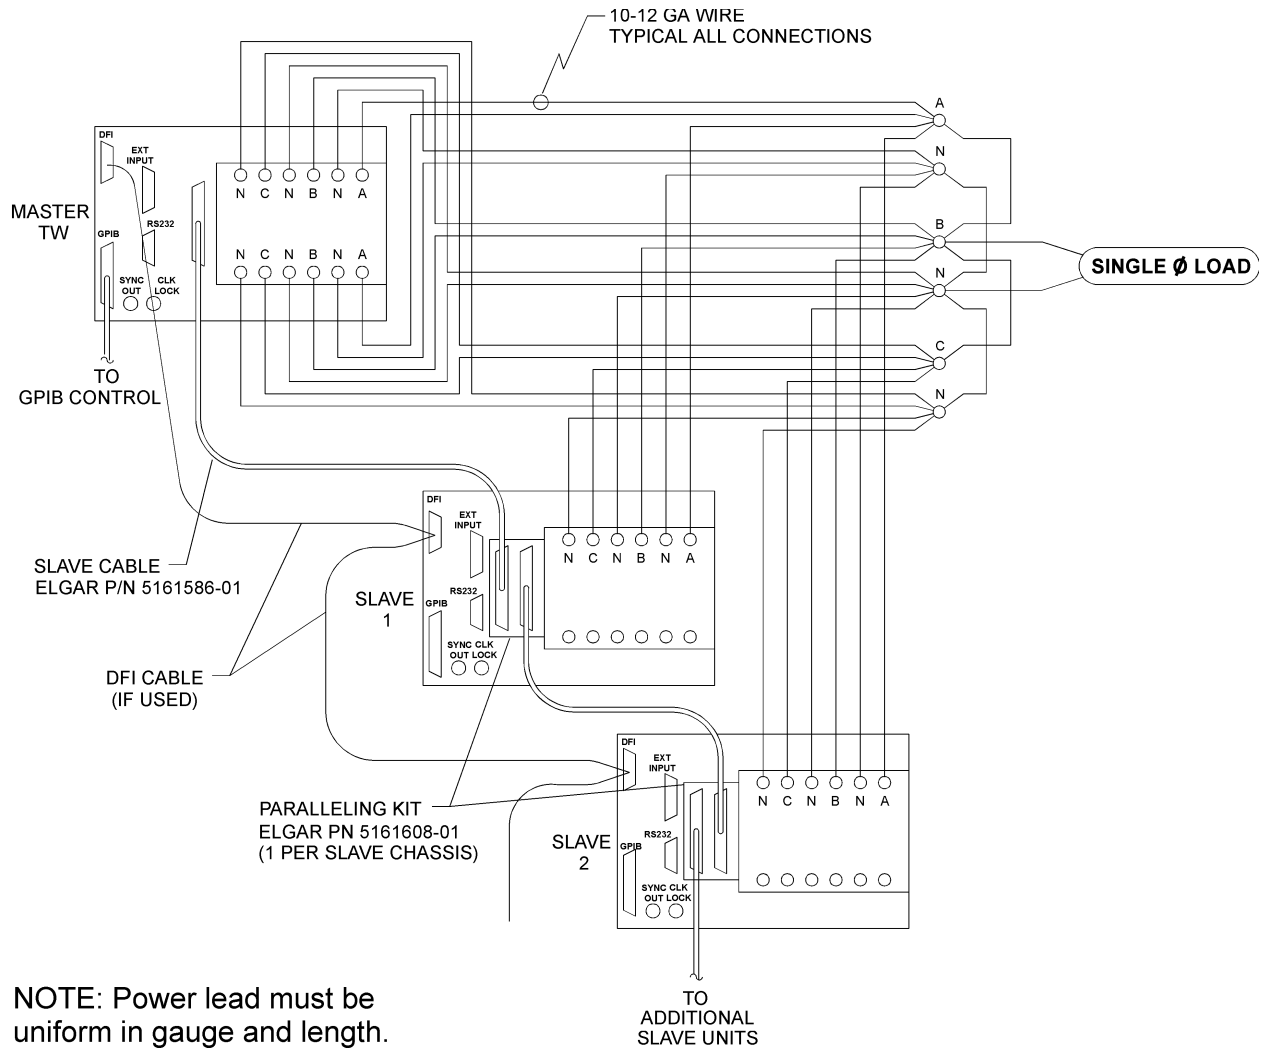 10-12 GA WIRE
TYPICAL ALL CONNECTIONS
A
N
B
N
C
N
SINGLE Ø LOAD
MASTER
TW
DFI
EXT
INPUT
RS232
GPIB
SYNC
OUT
CLK
LOCK
N C N B N A
N C N B N A
TO
GPIB CONTROL
SLAVE CABLE
ELGAR P/N 5161586-01
DFI CABLE
(IF USED)
SLAVE
1
DFI
EXT
INPUT
RS232
GPIB
SYNC CLK
OUT LOCK
N C N B N A
PARALLELING KIT
ELGAR PN 5161608-01
(1 PER SLAVE CHASSIS)
SLAVE
2
DFI
EXT
INPUT
RS232
GPIB
SYNC CLK
OUT LOCK
N C N B N A
TO
ADDITIONAL
SLAVE UNITS
NOTE: Power lead must be
uniform in gauge and length.